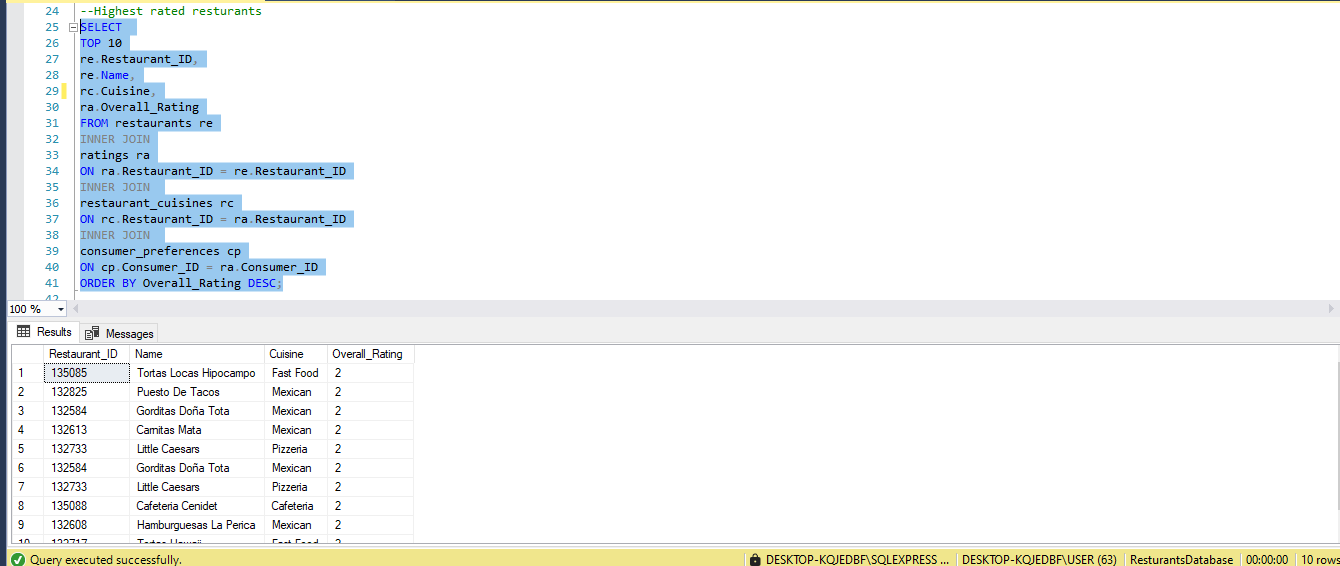 24 --Highest rated resturants
25 SELECT
26 TOP 10
27 re.Restaurant_ID,
28 re.Name,
29 rc.Cuisine,
30 ra.Overall_Rating
31 FROM restaurants re
32 INNER JOIN
33 ratings ra
34 ON ra.Restaurant_ID = re.Restaurant_ID
35 INNER JOIN
36 restaurant_cuisines rc
37 ON rc.Restaurant_ID = ra.Restaurant_ID
38 INNER JOIN
39 consumer_preferences cp
40 ON cp.Consumer_ID = ra.Consumer_ID
41 ORDER BY Overall_Rating DESC;
42
100 %
Results Messages
Restaurant_ID Name Cuisine Overall_Rating
1 135085 Tortas Locas Hipocampo Fast Food 2
2 132825 Puesto De Tacos Mexican 2
3 132584 Gorditas Doña Tota Mexican 2
4 132613 Carnitas Mata Mexican 2
5 132733 Little Caesars Pizzeria 2
6 132584 Gorditas Doña Tota Mexican 2
7 132733 Little Caesars Pizzeria 2
8 135088 Cafeteria Cenidet Cafeteria 2
9 132608 Hamburguesas La Perica Mexican 2
10 Fast Food 2
Query executed successfully. DESKTOP-KQJEDBF\SQLEXPRESS ... DESKTOP-KQJEDBF\USER (63) ResturantsDatabase 00:00:00 10 rows